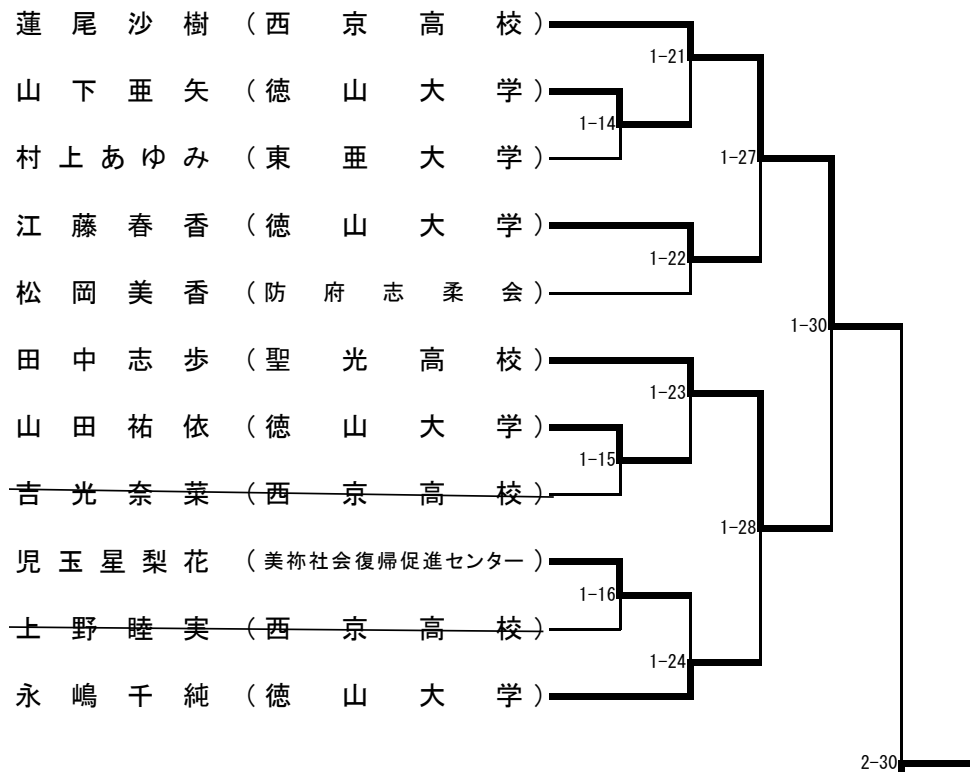 蓮尾沙樹（西京高校）
1-21
山下亜矢（徳山大学）
1-14
村上あゆみ（東亜大学）
1-27
江藤春香（徳山大学）
1-22
松岡美香（防府志柔会）
1-30
田中志歩（聖光高校）
1-23
山田祐依（徳山大学）
1-15
吉光奈菜（西京高校）
1-28
児玉星梨花（美祢社会復帰促進センター）
1-16
上野睦実（西京高校）
1-24
永嶋千純（徳山大学）
2-30